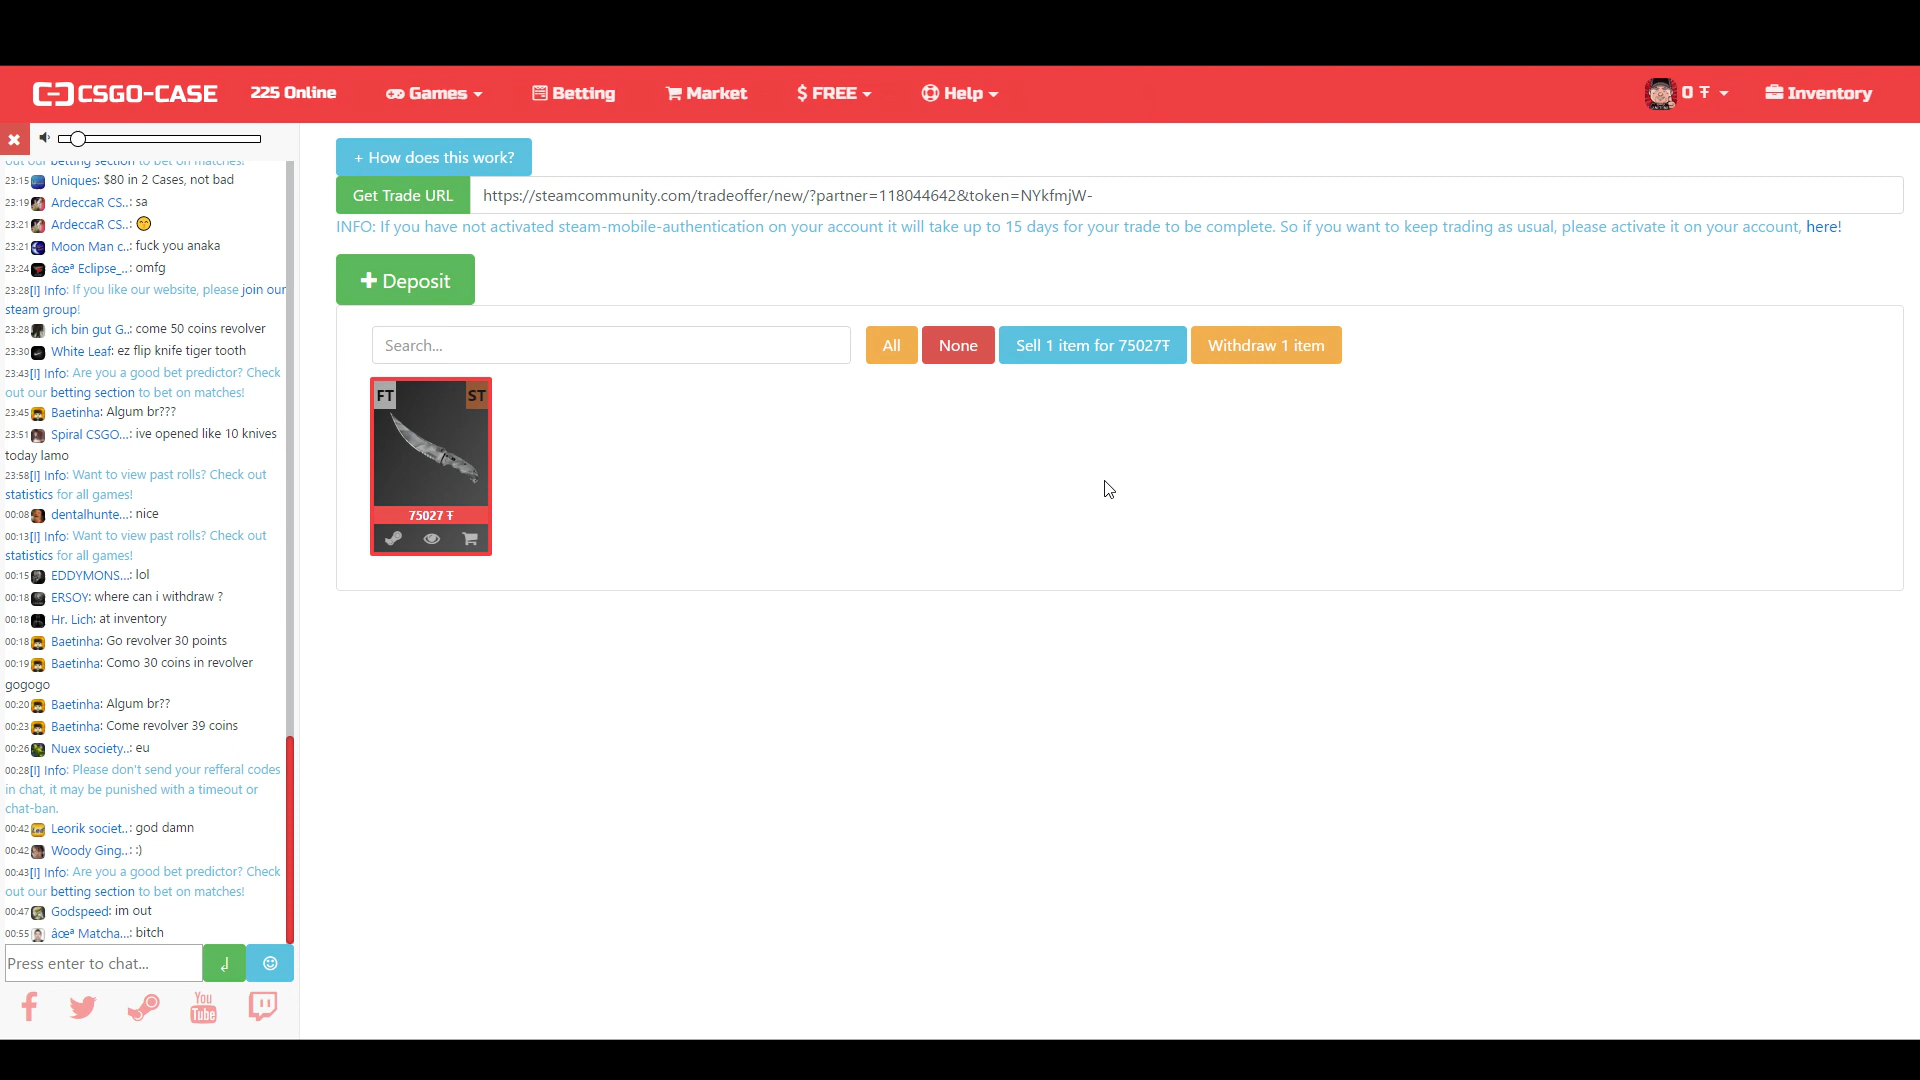 CSGO-CASE
225 Online
Games
Betting
Market
$ FREE
Help
0 Ŧ
Inventory
out our betting section to bet on matches!
23:15 Uniques: $80 in 2 Cases, not bad
23:19 ArdeccaR CS..: sa
23:21 ArdeccaR CS..:
23:21 Moon Man c..: fuck you anaka
23:24 âœª Eclipse_..: omfg
23:28[I] Info: If you like our website, please join our
steam group!
23:28 ich bin gut G..: come 50 coins revolver
23:30 White Leaf: ez flip knife tiger tooth
23:43[I] Info: Are you a good bet predictor? Check
out our betting section to bet on matches!
23:45 Baetinha: Algum br???
23:51 Spiral CSGO...: ive opened like 10 knives
today lamo
23:58[I] Info: Want to view past rolls? Check out
statistics for all games!
00:08 dentalhunte...: nice
00:13[I] Info: Want to view past rolls? Check out
statistics for all games!
00:15 EDDYMONS...: lol
00:18 ERSOY: where can i withdraw ?
00:18 Hr. Lich: at inventory
00:18 Baetinha: Go revolver 30 points
00:19 Baetinha: Como 30 coins in revolver
gogogo
00:20 Baetinha: Algum br??
00:23 Baetinha: Come revolver 39 coins
00:26 Nuex society..: eu
00:28[I] Info: Please don't send your refferal codes
in chat, it may be punished with a timeout or
chat-ban.
00:42 Leorik societ..: god damn
00:42 Woody Ging..: :)
00:43[I] Info: Are you a good bet predictor? Check
out our betting section to bet on matches!
00:47 Godspeed: im out
00:55 âœª Matcha...: bitch
Press enter to chat...
You
Tube
+ How does this work?
Get Trade URL
https://steamcommunity.com/tradeoffer/new/?partner=118044642&token=NYkfmjW-
INFO: If you have not activated steam-mobile-authentication on your account it will take up to 15 days for your trade to be complete. So if you want to keep trading as usual, please activate it on your account, here!
Deposit
Search...
All
None
Sell 1 item for 75027Ŧ
Withdraw 1 item
FT
ST
75027 Ŧ